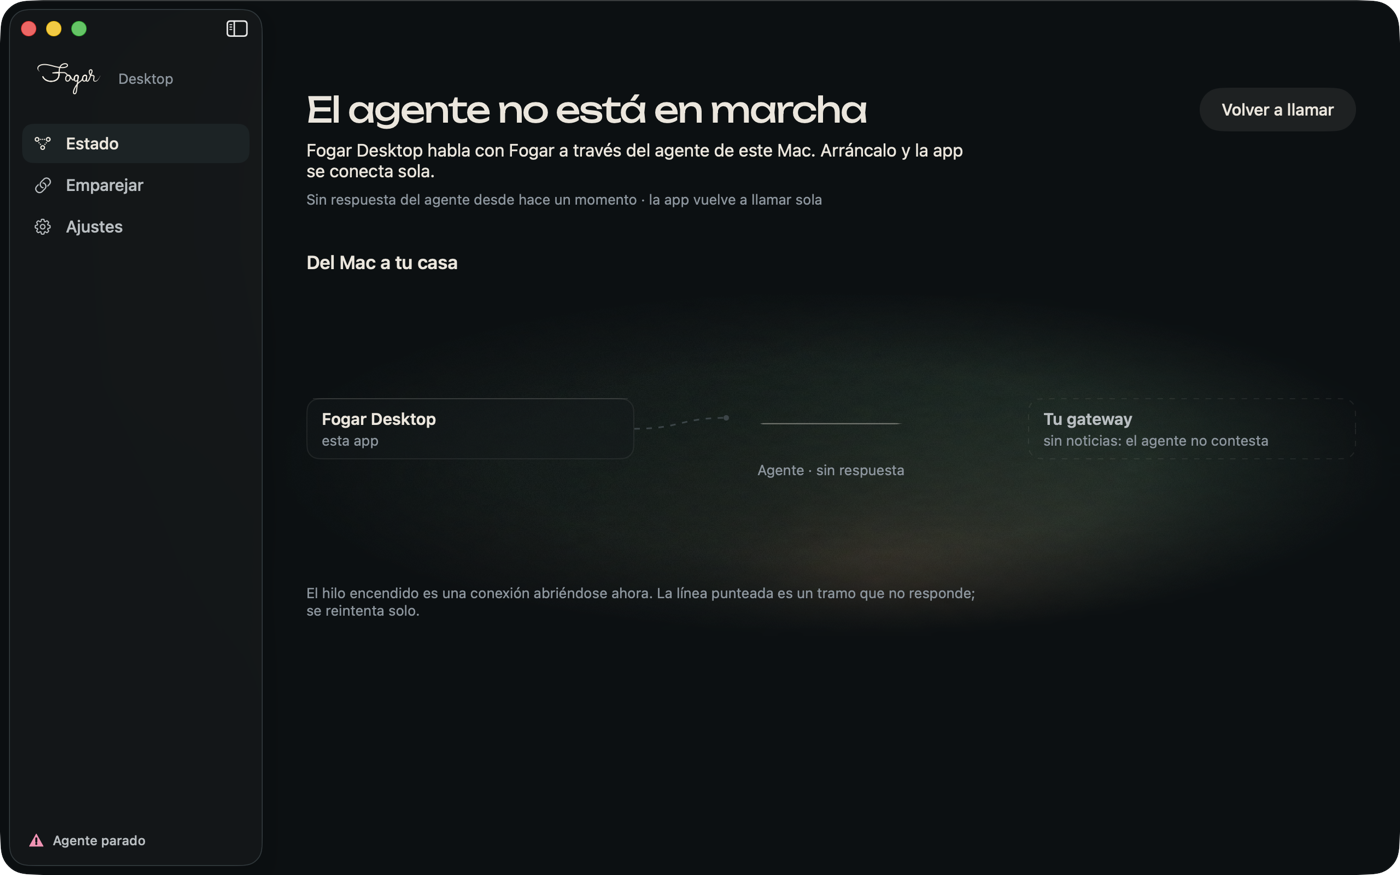 Fogar Desktop
Estado
Emparejar
Ajustes
Agente parado
El agente no está en marcha
Volver a llamar
Fogar Desktop habla con Fogar a través del agente de este Mac. Arráncalo y la app
se conecta sola.
Sin respuesta del agente desde hace un momento · la app vuelve a llamar sola
Del Mac a tu casa
Fogar Desktop
esta app
Agente · sin respuesta
Tu gateway
sin noticias: el agente no contesta
El hilo encendido es una conexión abriéndose ahora. La línea punteada es un tramo que no responde;
se reintenta solo.